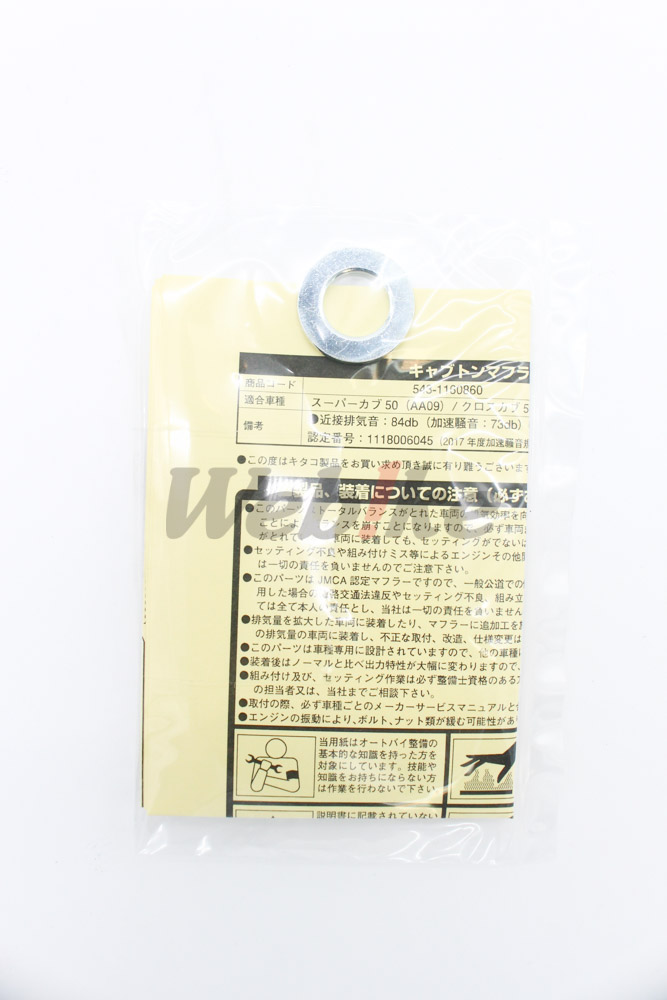 キャプトンマフラ
商品コード
543-1160860
適合車種
スーパーカブ50（AA09）/クロスカブ5
備考
●近接排気音：84db（加速騒音：73db）
認定番号：1118006045（2017年度加速騒音規
●この度はキタコ製品をお買い求め頂き誠に有り難うございます
製品、装着についての注意（必ずお
●このパーツは トータルバランスがとれた車両の
ことによ ランスを崩すことになりますので、必ず車両
がとれて 車両に装着しても、セッティングがでないは
●セッティング不良や組み付けミス等によるエンジンその他
は一切の責任を負いませんのでご注意下さい。
●このパーツは JMCA 認定マフラーですので、一般公道での
用した場合の 路交通法違反やセッティング不良、組み立
ては全て本人の責任とし、当社は一切の責任を負いません
●排気量を拡大した車両に装着したり、マフラーに追加工を
の排気量の車両に装着し、不正な取付、改造、仕様変更は
●このパーツは車種専用に設計されていますので、他の車種
●装着後はノーマルと比べ出力特性が大幅に変わりますので、
●組み付け及び、セッティング作業は必ず整備士資格のある
の担当者又は、当社までご相談下さい。
●取付の際、必ず車種ごとのメーカーサービスマニュアルと
●エンジンの振動により、ボルト、ナット類が緩む可能性があ
当用紙はオートバイ整備の
基本的な知識を持った方を
対象にしています。技能や
知識をお持ちにならない方
は作業を行わないで下さい
説明書に記載されていない